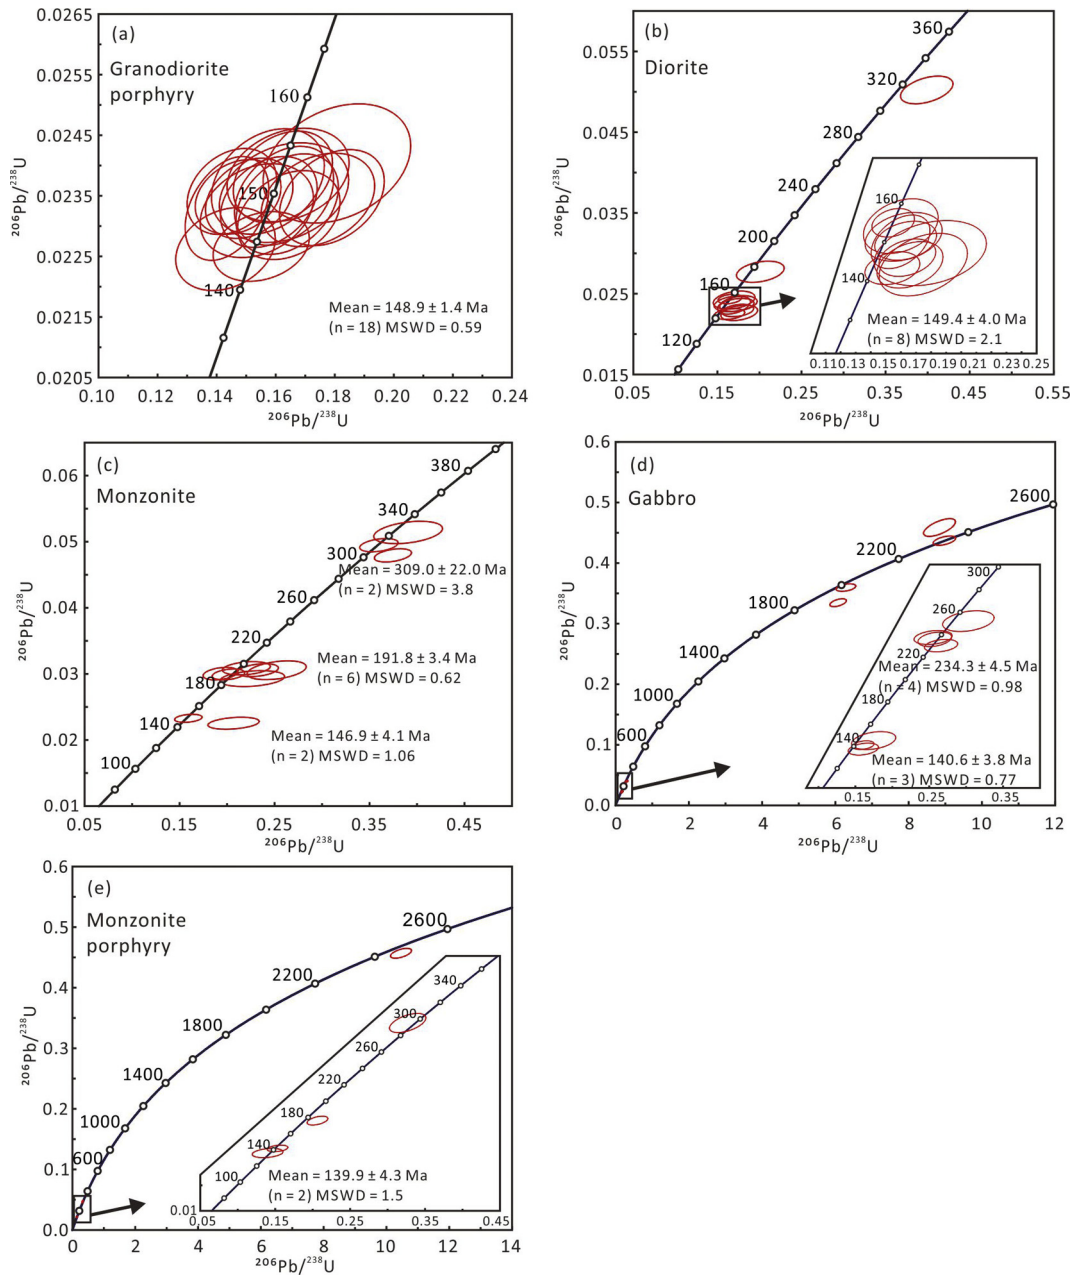 (a)
Granodiorite
porphyry
0.0265
0.0255
0.0245
0.0235
0.0225
0.0215
0.0205
²⁰⁶Pb/²³⁸U
160
150
140
Mean = 148.9 ± 1.4 Ma
(n = 18) MSWD = 0.59
0.10 0.12 0.14 0.16 0.18 0.20 0.22 0.24
²⁰⁶Pb/²³⁸U
(b)
Diorite
0.055
0.045
0.035
0.025
0.015
²⁰⁶Pb/²³⁸U
360
320
280
240
200
160
120
160
140
Mean = 149.4 ± 4.0 Ma
(n = 8) MSWD = 2.1
0.11 0.13 0.15 0.17 0.19 0.21 0.23 0.25
0.05 0.15 0.25 0.35 0.45 0.55
²⁰⁶Pb/²³⁸U
(c)
Monzonite
0.06
0.05
0.04
0.03
0.02
0.01
²⁰⁶Pb/²³⁸U
380
340
300
260
220
180
140
100
Mean = 309.0 ± 22.0 Ma
(n = 2) MSWD = 3.8
Mean = 191.8 ± 3.4 Ma
(n = 6) MSWD = 0.62
Mean = 146.9 ± 4.1 Ma
(n = 2) MSWD = 1.06
0.05 0.15 0.25 0.35 0.45
²⁰⁶Pb/²³⁸U
(d)
Gabbro
0.6
0.5
0.4
0.3
0.2
0.1
0.0
²⁰⁶Pb/²³⁸U
2600
2200
1800
1400
1000
600
300
260
220
180
140
Mean = 234.3 ± 4.5 Ma
(n = 4) MSWD = 0.98
Mean = 140.6 ± 3.8 Ma
(n = 3) MSWD = 0.77
0.15 0.25 0.35
0 2 4 6 8 10 12
²⁰⁶Pb/²³⁸U
(e)
Monzonite
porphyry
0.6
0.5
0.4
0.3
0.2
0.1
0.0
²⁰⁶Pb/²³⁸U
2600
2200
1800
1400
1000
600
340
300
260
220
180
140
100
Mean = 139.9 ± 4.3 Ma
(n = 2) MSWD = 1.5
0.01
0.05 0.15 0.25 0.35 0.45
0 2 4 6 8 10 12 14
²⁰⁶Pb/²³⁸U